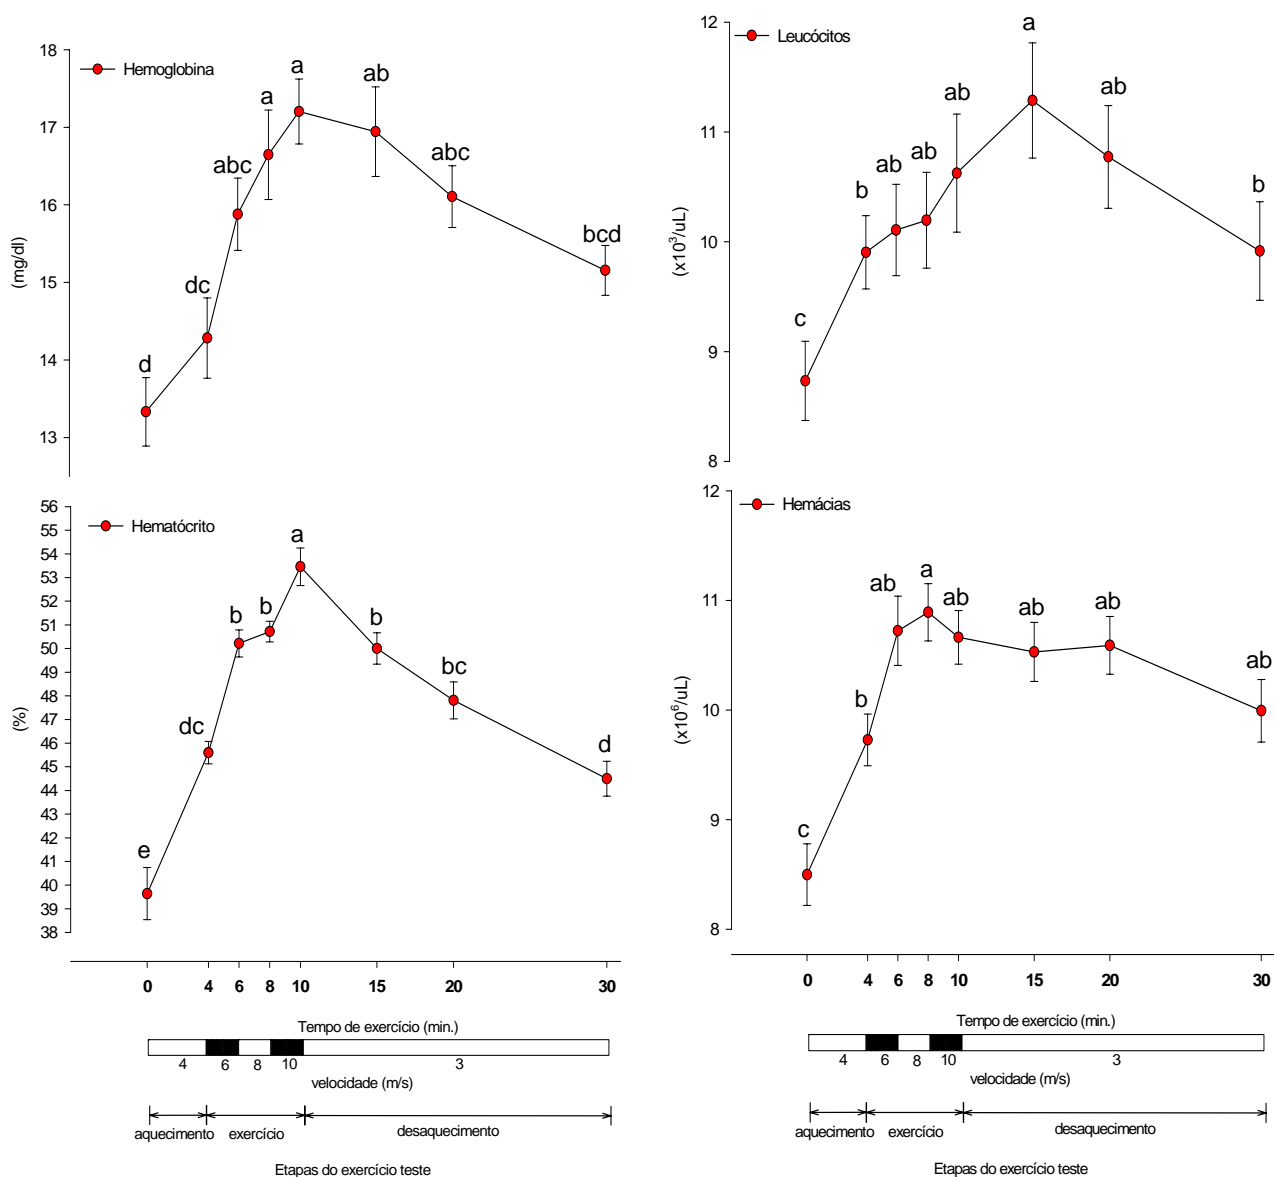 Hemoglobina
18
17
16
15
14
13
(mg/dl)
d
dc
abc
a
a
ab
abc
bcd
Leucócitos
12
11
10
9
8
(x10³/uL)
c
b
ab
ab
ab
a
ab
b
Hematócrito
56
55
54
53
52
51
50
49
48
47
46
45
44
43
42
41
40
39
38
(%)
e
dc
b
b
a
b
bc
d
0 4 6 8 10 15 20 30
Tempo de exercício (min.)
4 6 8 10 3
velocidade (m/s)
aquecimento exercício desaquecimento
Etapas do exercício teste
Hemácias
12
11
10
9
8
(x10⁶/uL)
c
b
ab
a
ab
ab
ab
ab
0 4 6 8 10 15 20 30
Tempo de exercício (min.)
4 6 8 10 3
velocidade (m/s)
aquecimento exercício desaquecimento
Etapas do exercício teste